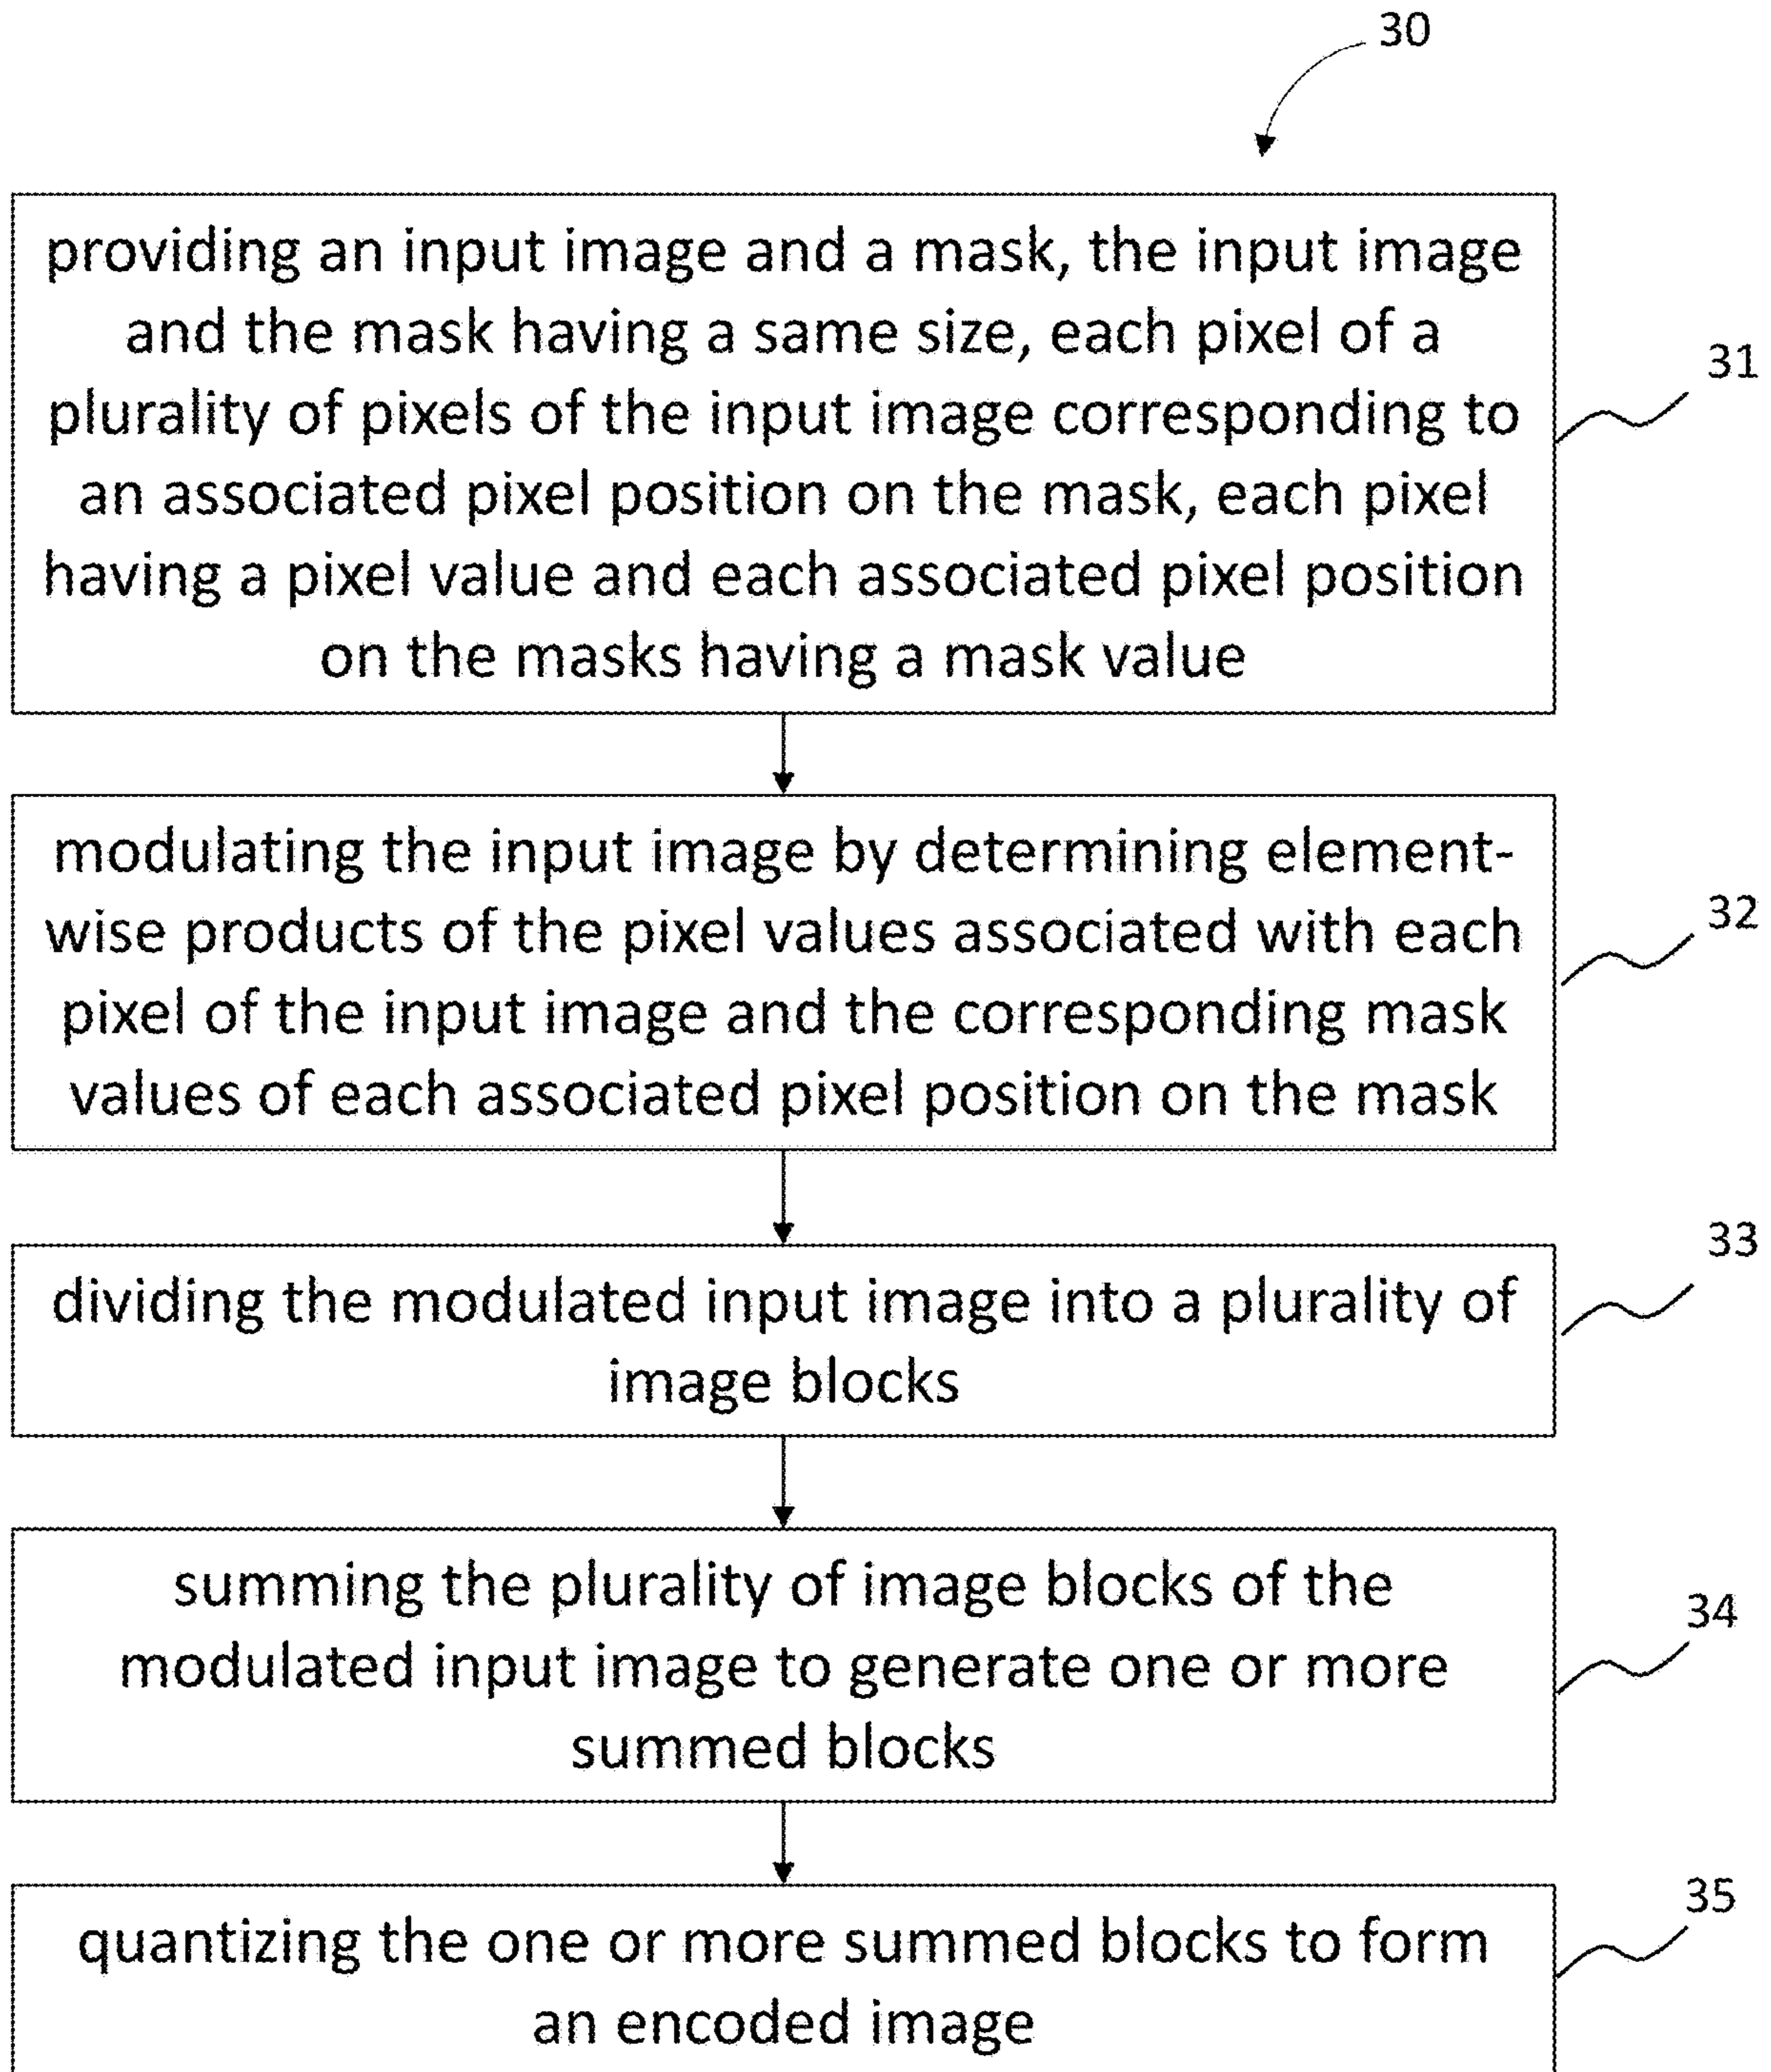 30
providing an input image and a mask, the input image
and the mask having a same size, each pixel of a
plurality of pixels of the input image corresponding to
an associated pixel position on the mask, each pixel
having a pixel value and each associated pixel position
on the masks having a mask value
31
modulating the input image by determining element-
wise products of the pixel values associated with each
pixel of the input image and the corresponding mask
values of each associated pixel position on the mask
32
dividing the modulated input image into a plurality of
image blocks
33
summing the plurality of image blocks of the
modulated input image to generate one or more
summed blocks
34
quantizing the one or more summed blocks to form
an encoded image
35